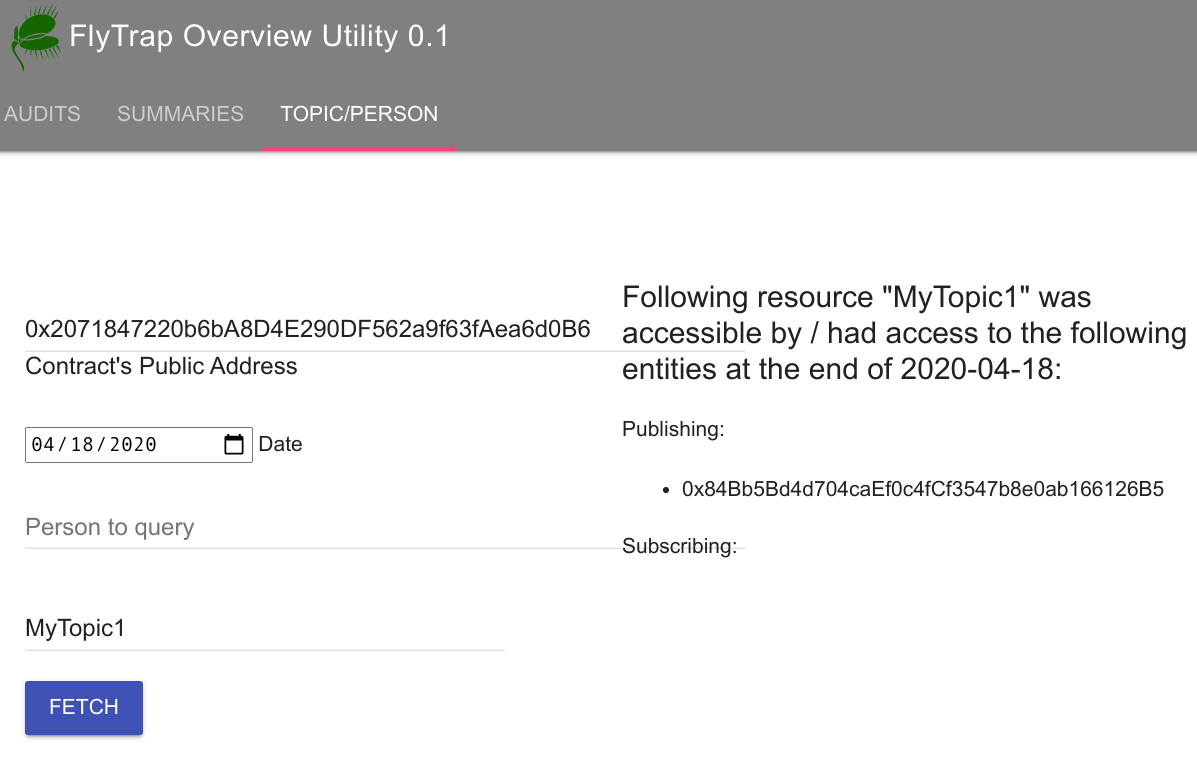 FlyTrap Overview Utility 0.1
AUDITS SUMMARIES TOPIC/PERSON
0x2071847220b6bA8D4E290DF562a9f63fAea6d0B6
Contract's Public Address
04/18/2020 Date
Person to query
MyTopic1
FETCH
Following resource "MyTopic1" was
accessible by / had access to the following
entities at the end of 2020-04-18:
Publishing:
• 0x84Bb5Bd4d704caEf0c4fCf3547b8e0ab166126B5
Subscribing: